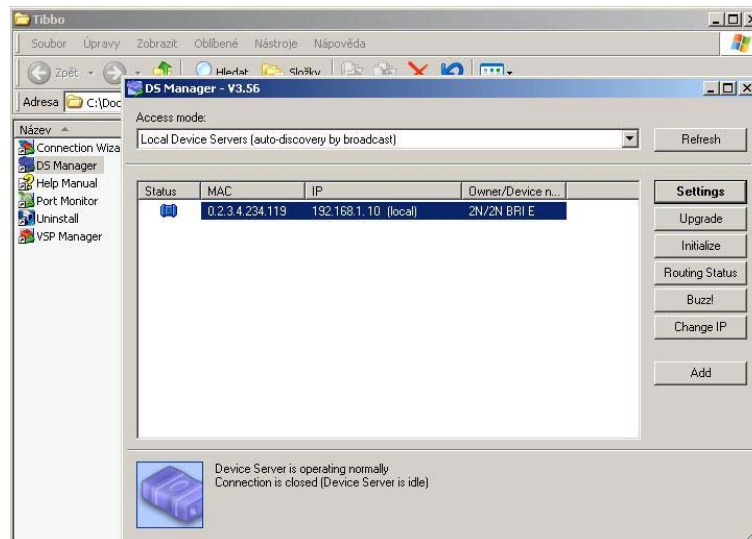 Tibbo
Soubor Úpravy Zobrazit Oblíbené Nástroje Nápověda
Zpět Hledat Složky
Adresa C:\Doc
Název
Connection Wiza
DS Manager
Help Manual
Port Monitor
Uninstall
VSP Manager
DS Manager - V3.56
Access mode:
Local Device Servers (auto-discovery by broadcast)
Refresh
Status MAC IP Owner/Device n...
0.2.3.4.234.119 192.168.1.10 (local) 2N/2N BRI E
Settings
Upgrade
Initialize
Routing Status
Buzz!
Change IP
Add
Device Server is operating normally
Connection is closed (Device Server is idle)